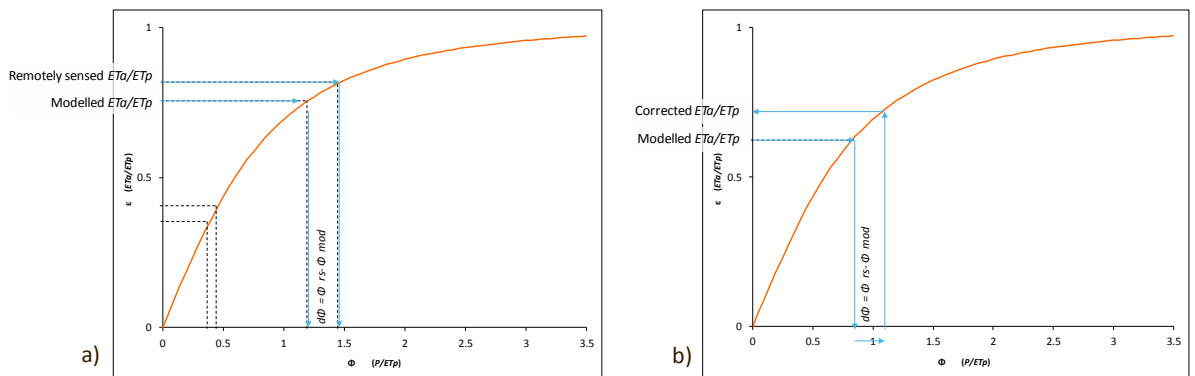 1
Remotely sensed ETa/ETp
Modelled ETa/ETp
0.5
ε (ETa/ETp)
dΦ = Φ rs- Φ mod
0
0 0.5 1 1.5 2 2.5 3 3.5
Φ (P/ETp)
a)
1
Corrected ETa/ETp
Modelled ETa/ETp
0.5
ε (ETa/ETp)
dΦ = Φ rs- Φ mod
0
0 0.5 1 1.5 2 2.5 3 3.5
Φ (P/ETp)
b)